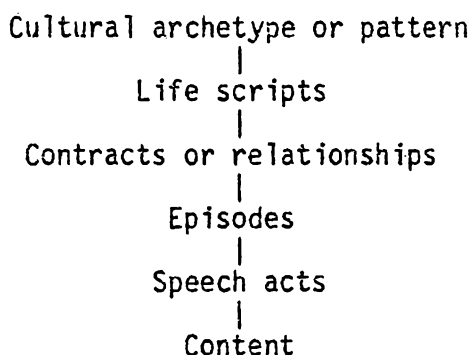 Cultural archetype or pattern
Life scripts
Contracts or relationships
Episodes
Speech acts
Content